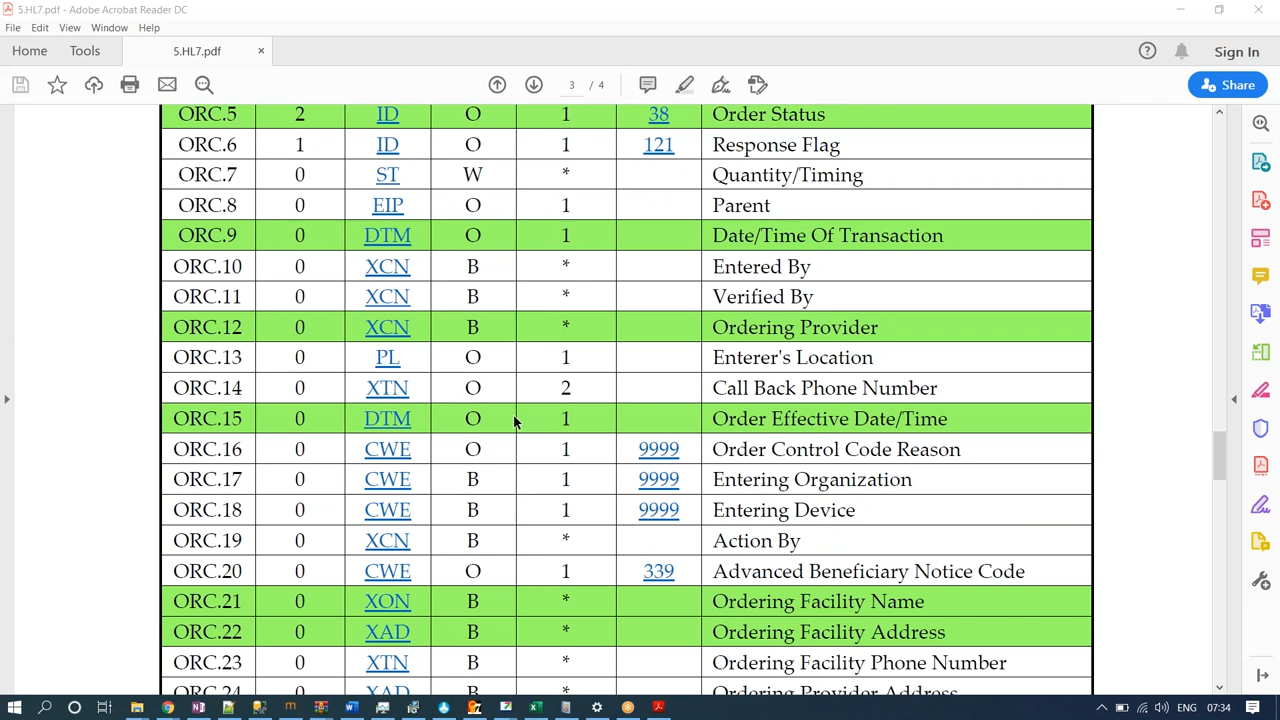 5.HL7.pdf - Adobe Acrobat Reader DC
File Edit View Window Help
Home Tools 5.HL7.pdf × Sign In
3 / 4 Share
ORC.5 2 ID O 1 38 Order Status
ORC.6 1 ID O 1 121 Response Flag
ORC.7 0 ST W * Quantity/Timing
ORC.8 0 EIP O 1 Parent
ORC.9 0 DTM O 1 Date/Time Of Transaction
ORC.10 0 XCN B * Entered By
ORC.11 0 XCN B * Verified By
ORC.12 0 XCN B * Ordering Provider
ORC.13 0 PL O 1 Enterer's Location
ORC.14 0 XTN O 2 Call Back Phone Number
ORC.15 0 DTM O 1 Order Effective Date/Time
ORC.16 0 CWE O 1 9999 Order Control Code Reason
ORC.17 0 CWE B 1 9999 Entering Organization
ORC.18 0 CWE B 1 9999 Entering Device
ORC.19 0 XCN B * Action By
ORC.20 0 CWE O 1 339 Advanced Beneficiary Notice Code
ORC.21 0 XON B * Ordering Facility Name
ORC.22 0 XAD B * Ordering Facility Address
ORC.23 0 XTN B * Ordering Facility Phone Number
ORC.24 0 XAD B * Ordering Provider Address
07:34